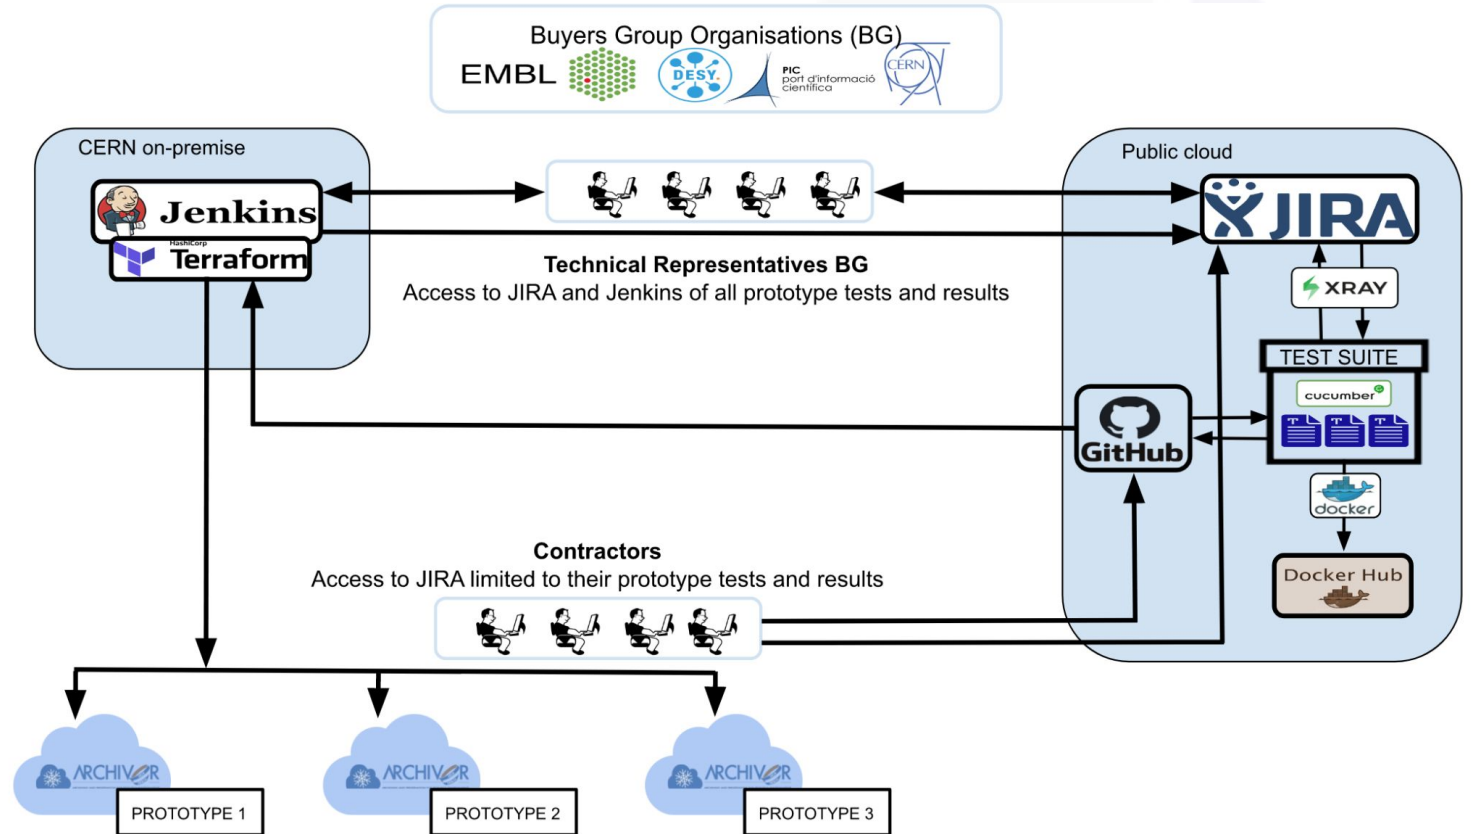 Buyers Group Organisations (BG)
EMBL
DESY.
PIC
port d'informació
científica
CERN
CERN on-premise
Jenkins
HashiCorp
Terraform
Public cloud
JIRA
Technical Representatives BG
Access to JIRA and Jenkins of all prototype tests and results
XRAY
TEST SUITE
cucumber
T T T
GitHub
docker
Docker Hub
Contractors
Access to JIRA limited to their prototype tests and results
ARCHIVER
PROTOTYPE 1
ARCHIVER
PROTOTYPE 2
ARCHIVER
PROTOTYPE 3